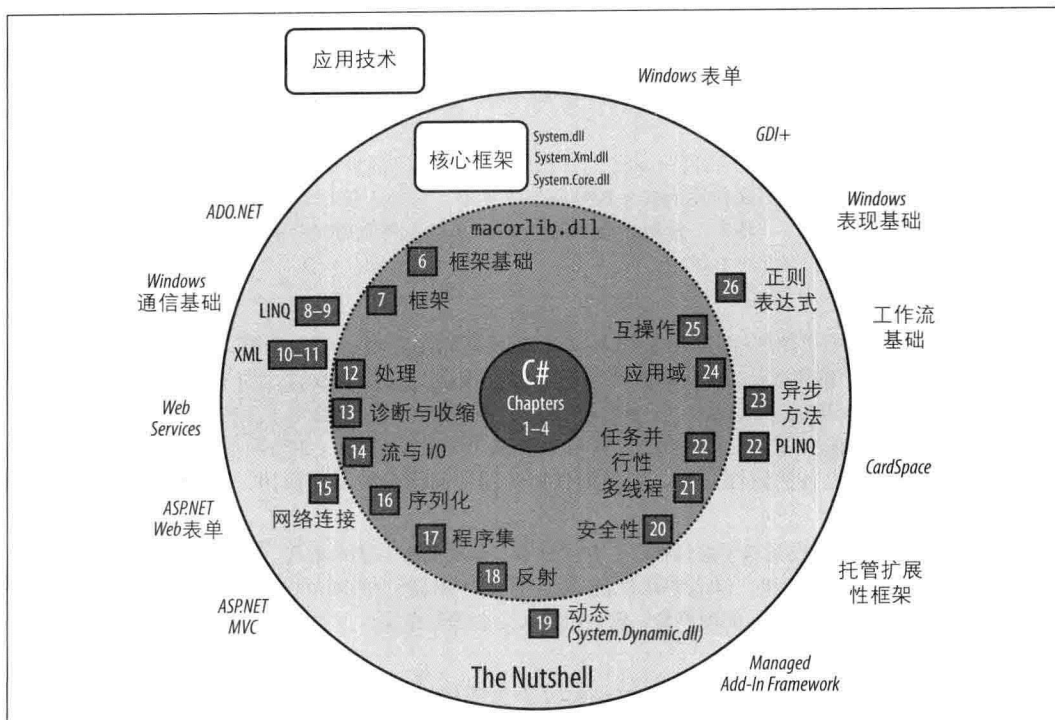 应用技术
Windows 表单
GDI+
核心框架
System.dll
System.Xml.dll
System.Core.dll
ADO.NET
Windows
表现基础
macorlib.dll
6 框架基础
7 框架
Windows
通信基础
LINQ 8–9
XML 10–11
26 正则
表达式
工作流
基础
互操作 25
应用域 24
12 处理
13 诊断与收缩
14 流与 I/0
C#
Chapters
1–4
23 异步
方法
Web
Services
任务并
行性
22
22 PLINQ
多线程 21
CardSpace
15
网络连接
16 序列化
17 程序集
18 反射
安全性 20
ASP.NET
Web表单
托管扩展
性框架
ASP.NET
MVC
19 动态
(System.Dynamic.dll)
The Nutshell
Managed
Add-In Framework